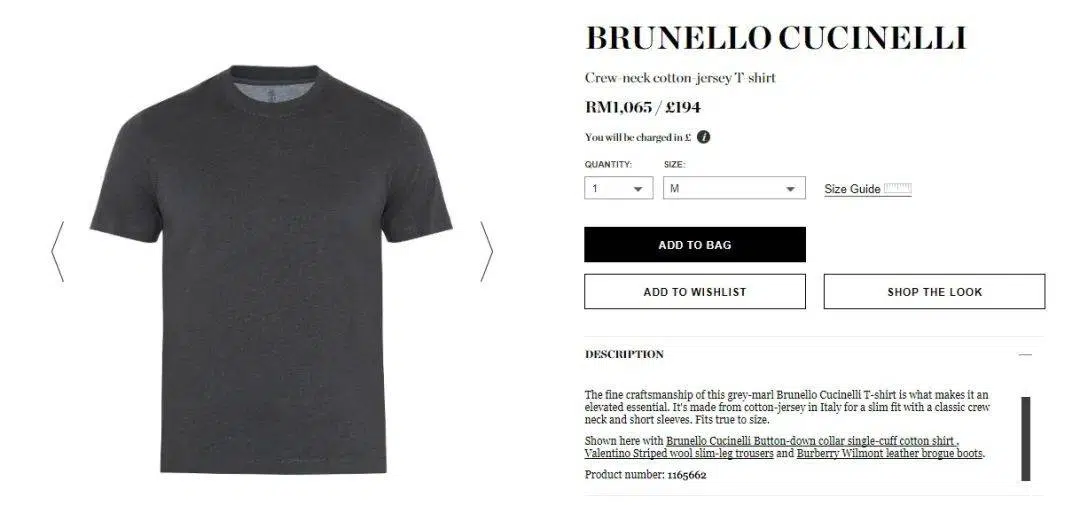 BRUNELLO CUCINELLI
Crew-neck cotton-jersey T-shirt
RM1,065 / £194
You will be charged in £ i
QUANTITY: SIZE:
1 M Size Guide
ADD TO BAG
ADD TO WISHLIST SHOP THE LOOK
DESCRIPTION
The fine craftsmanship of this grey-marl Brunello Cucinelli T-shirt is what makes it an
elevated essential. It's made from cotton-jersey in Italy for a slim fit with a classic crew
neck and short sleeves. Fits true to size.
Shown here with Brunello Cucinelli Button-down collar single-cuff cotton shirt ,
Valentino Striped wool slim-leg trousers and Burberry Wilmont leather brogue boots.
Product number: 1165662